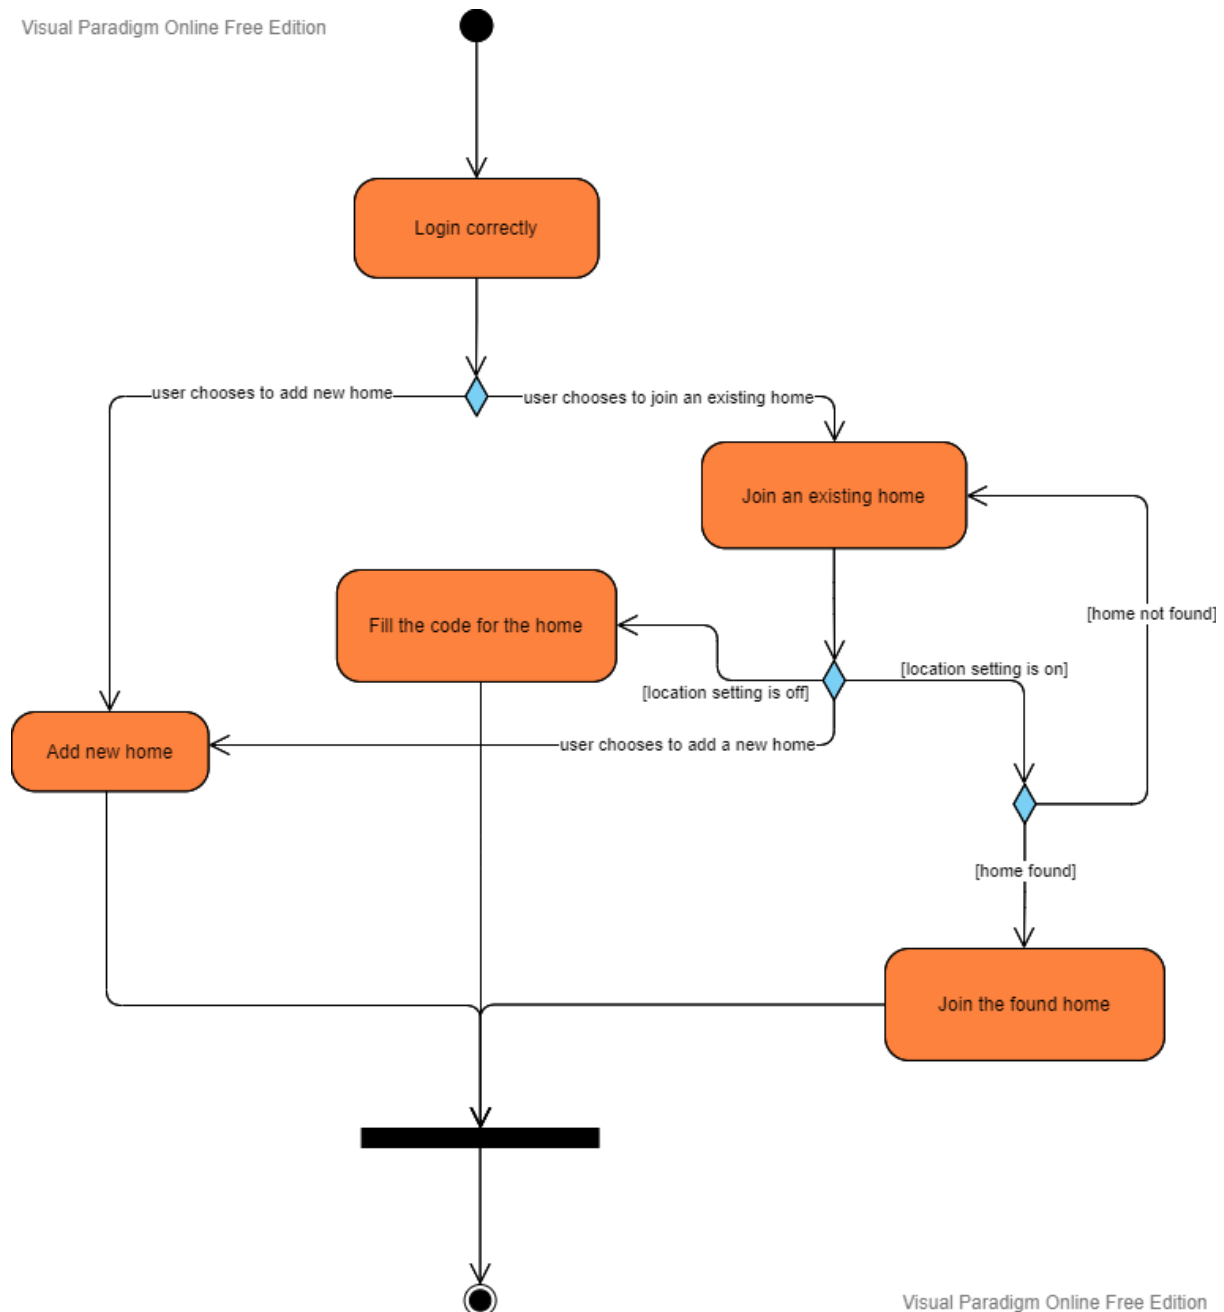 Visual Paradigm Online Free Edition
Login correctly
user chooses to add new home
user chooses to join an existing home
Join an existing home
[home not found]
Fill the code for the home
[location setting is on]
[location setting is off]
user chooses to add a new home
Add new home
[home found]
Join the found home
Visual Paradigm Online Free Edition